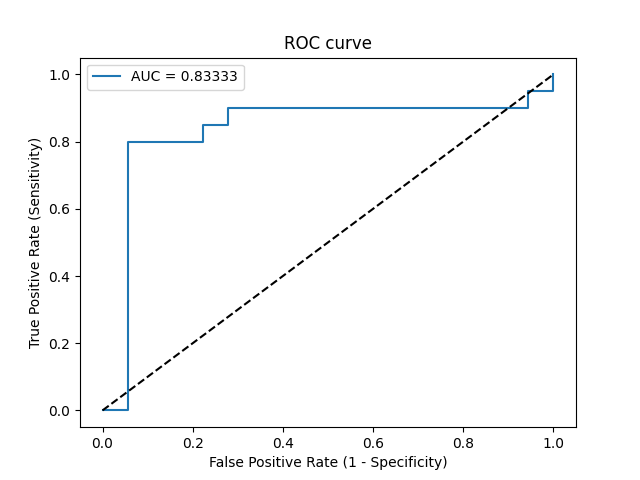 ROC curve
AUC = 0.83333
True Positive Rate (Sensitivity)
1.0
0.8
0.6
0.4
0.2
0.0
0.0 0.2 0.4 0.6 0.8 1.0
False Positive Rate (1 - Specificity)